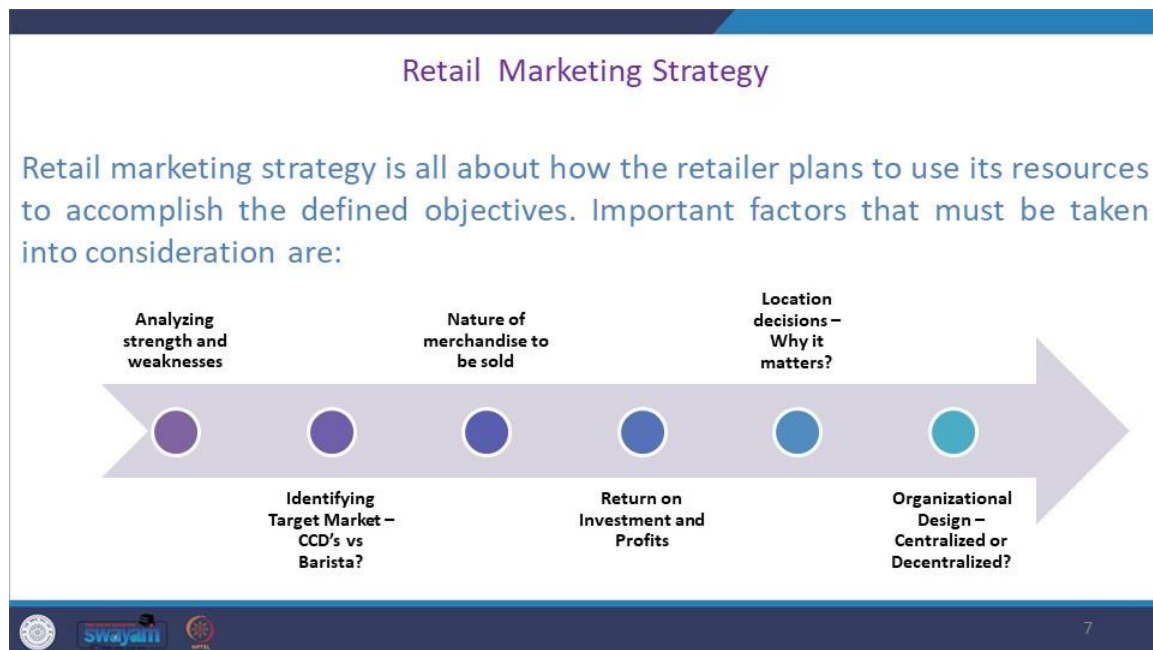 Retail Marketing Strategy
Retail marketing strategy is all about how the retailer plans to use its resources
to accomplish the defined objectives. Important factors that must be taken
into consideration are:
Analyzing
strength and
weaknesses
Identifying
Target Market –
CCD's vs
Barista?
Nature of
merchandise to
be sold
Return on
Investment and
Profits
Location
decisions –
Why it
matters?
Organizational
Design –
Centralized or
Decentralized?
swayam
NPTEL
7